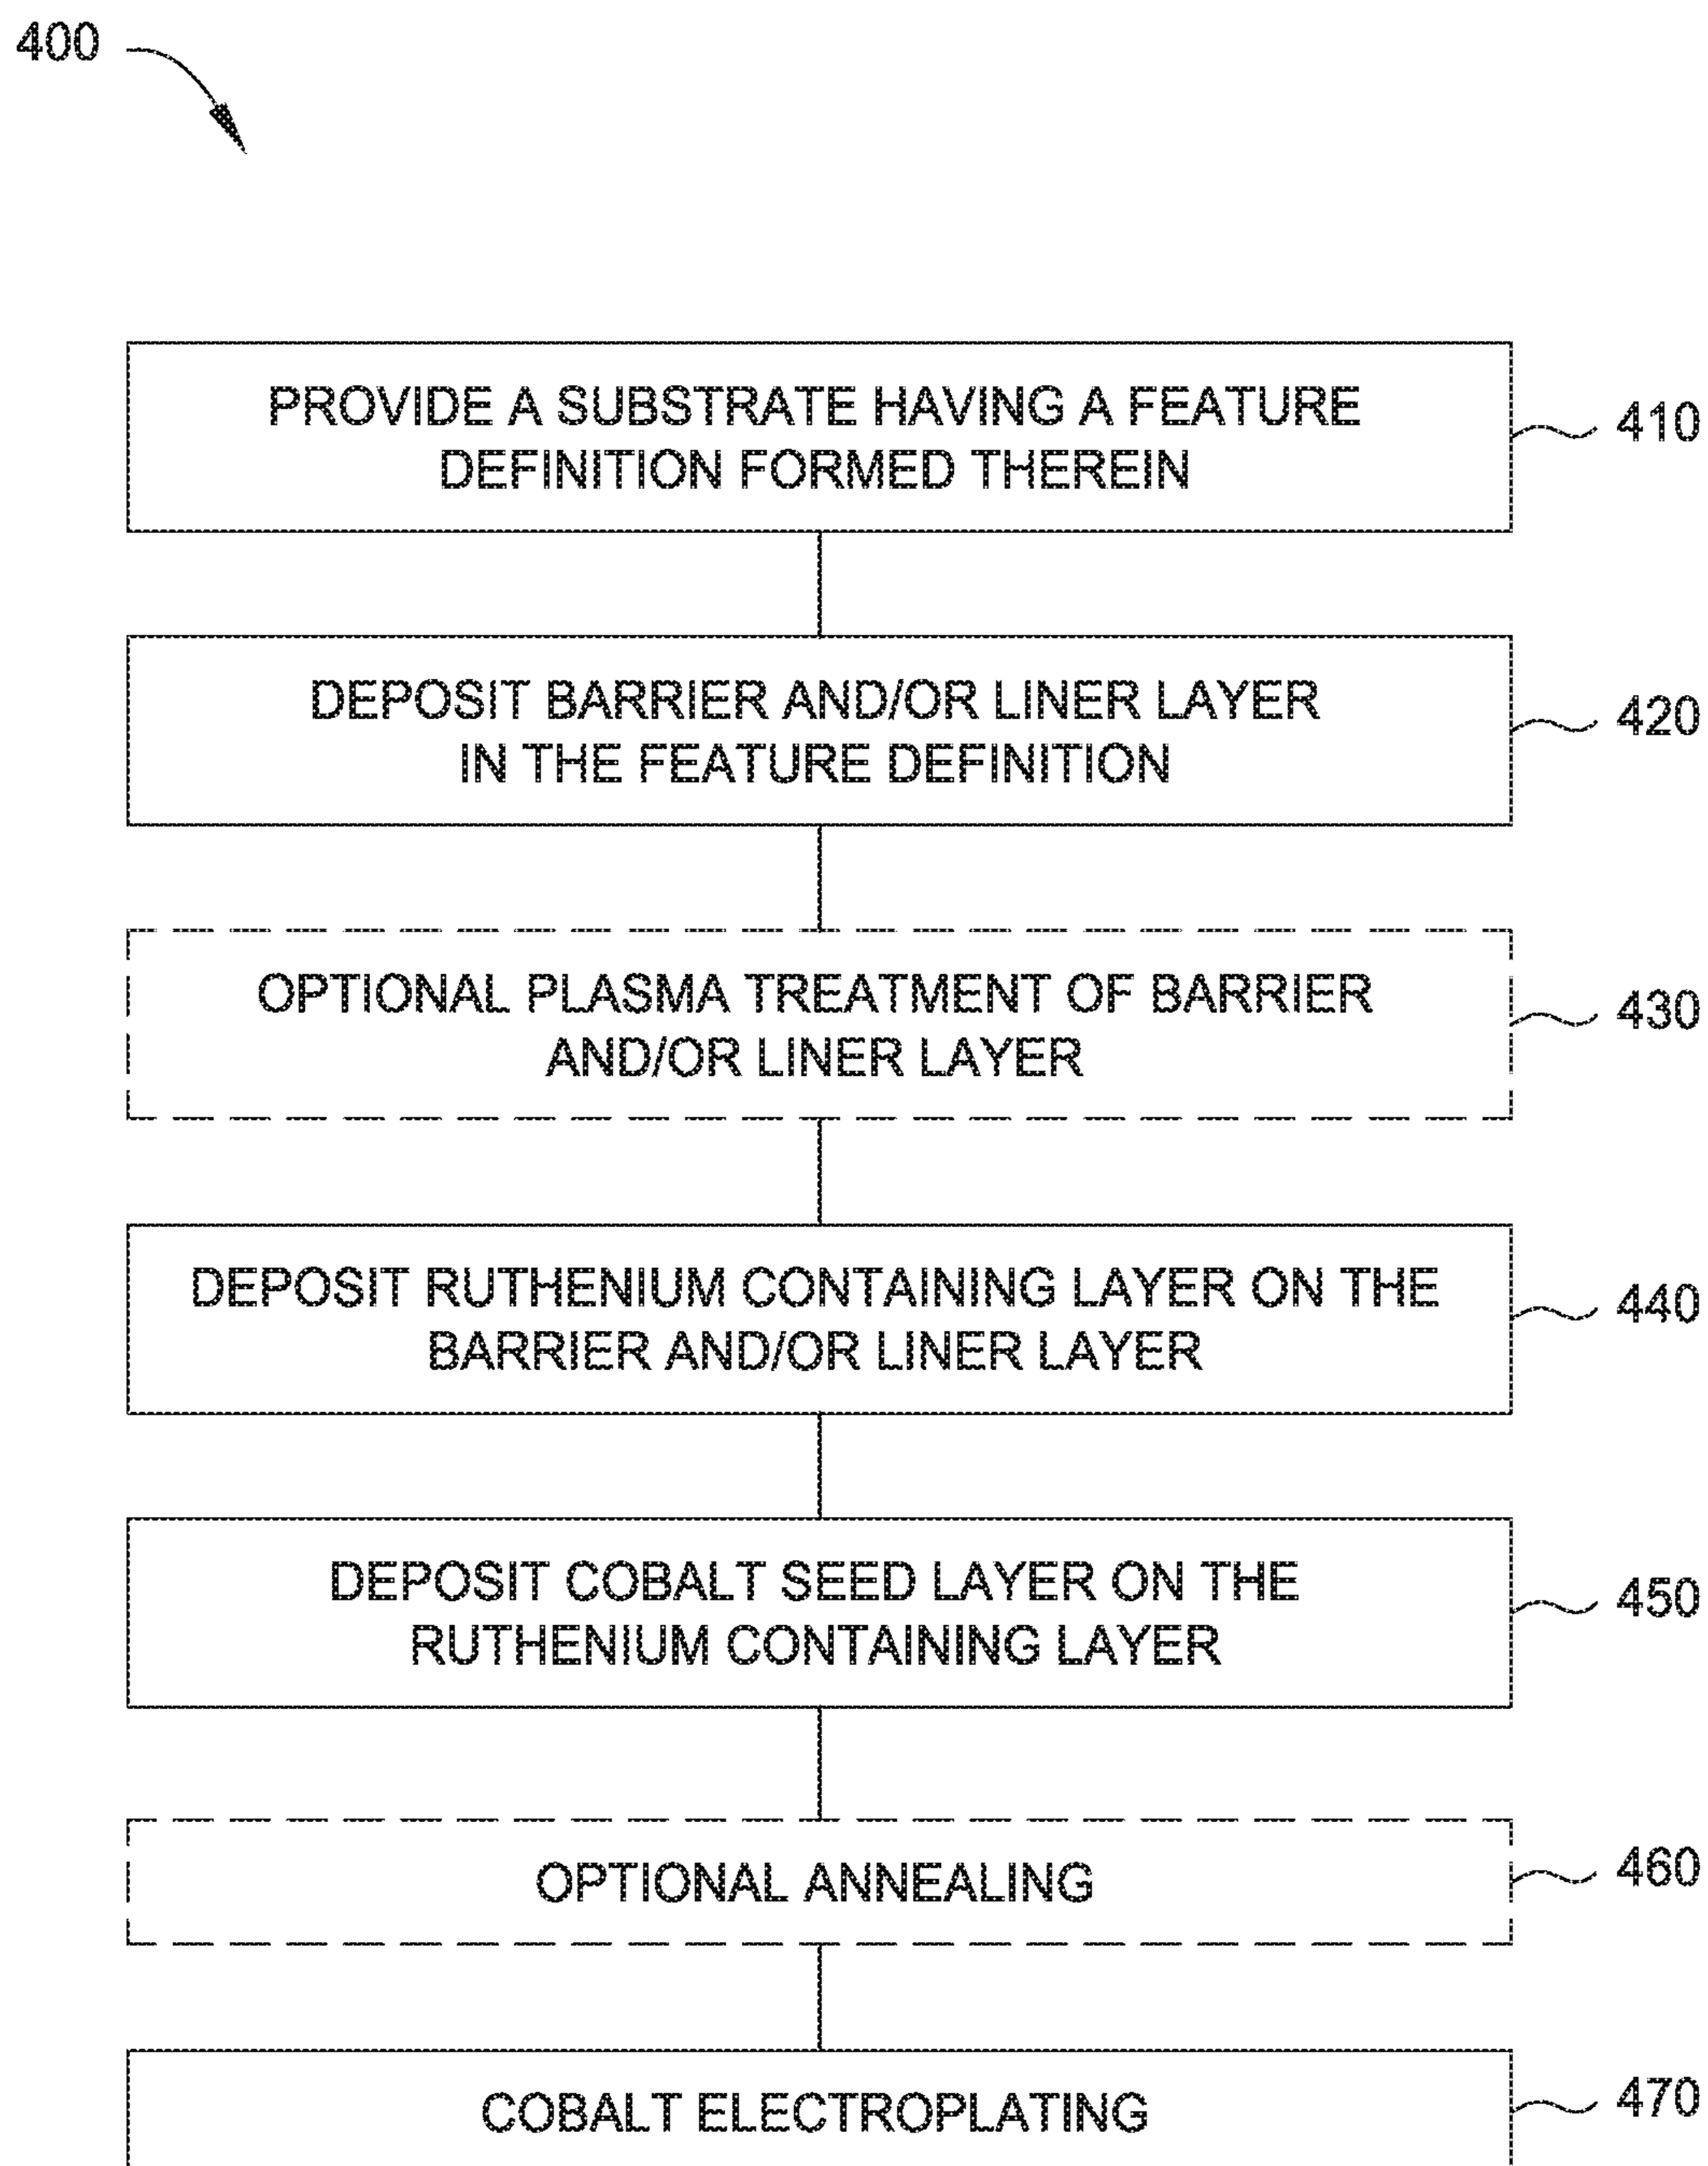 400
PROVIDE A SUBSTRATE HAVING A FEATURE
DEFINITION FORMED THEREIN
410
DEPOSIT BARRIER AND/OR LINER LAYER
IN THE FEATURE DEFINITION
420
OPTIONAL PLASMA TREATMENT OF BARRIER
AND/OR LINER LAYER
430
DEPOSIT RUTHENIUM CONTAINING LAYER ON THE
BARRIER AND/OR LINER LAYER
440
DEPOSIT COBALT SEED LAYER ON THE
RUTHENIUM CONTAINING LAYER
450
OPTIONAL ANNEALING
460
COBALT ELECTROPLATING
470